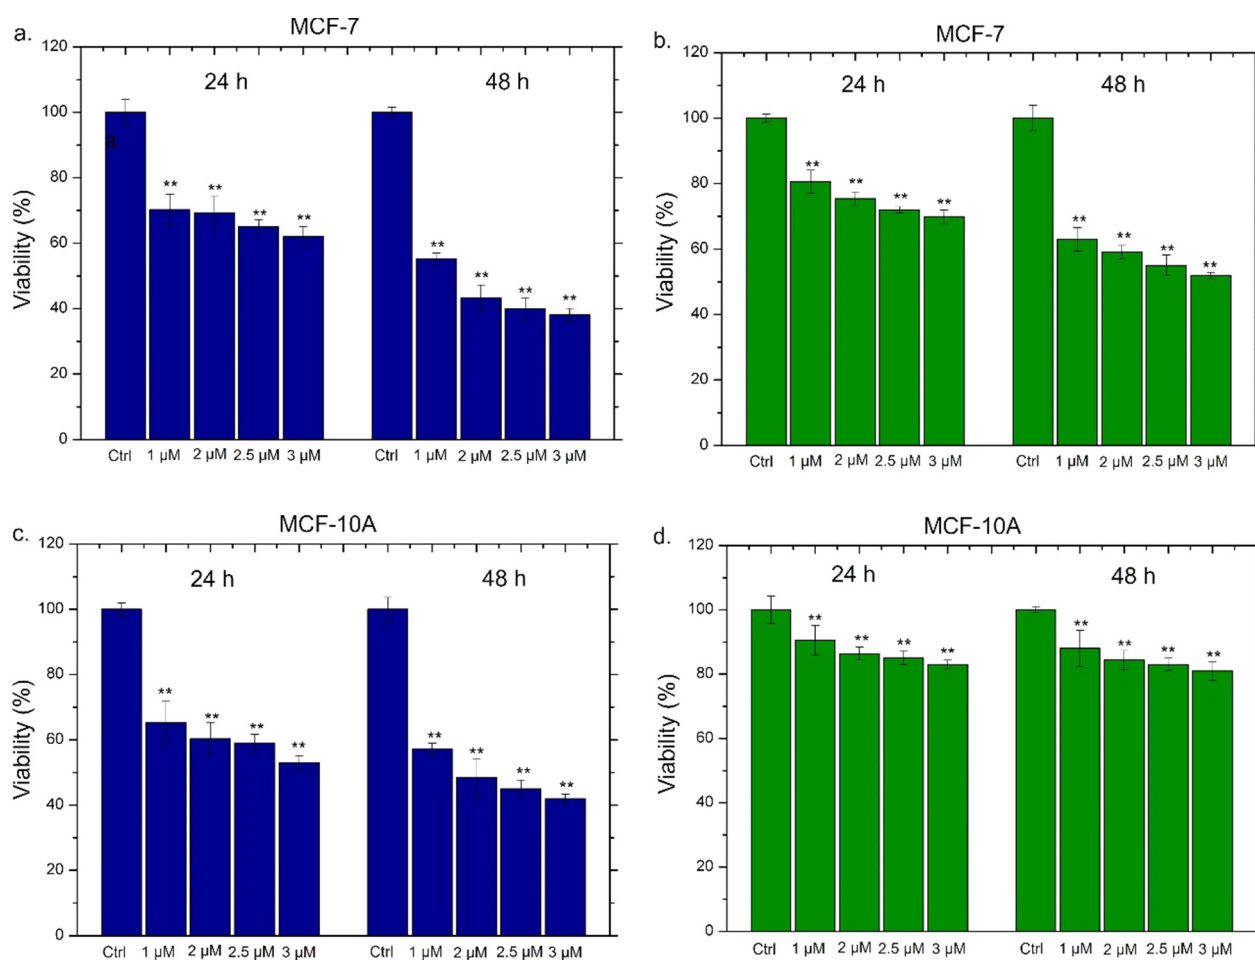 a.
MCF-7
24 h
48 h
Viability (%)
120
100
80
60
40
20
0
a.
** ** ** ** ** ** ** **
Ctrl 1 µM 2 µM 2.5 µM 3 µM Ctrl 1 µM 2 µM 2.5 µM 3 µM
b.
MCF-7
24 h
48 h
Viability (%)
120
100
80
60
40
20
0
** ** ** ** ** ** ** **
Ctrl 1 µM 2 µM 2.5 µM 3 µM Ctrl 1 µM 2 µM 2.5 µM 3 µM
c.
MCF-10A
24 h
48 h
Viability (%)
120
100
80
60
40
20
0
** ** ** ** ** ** ** **
Ctrl 1 µM 2 µM 2.5 µM 3 µM Ctrl 1 µM 2 µM 2.5 µM 3 µM
d.
MCF-10A
24 h
48 h
Viability (%)
120
100
80
60
40
20
0
** ** ** ** ** ** ** **
Ctrl 1 µM 2 µM 2.5 µM 3 µM Ctrl 1 µM 2 µM 2.5 µM 3 µM